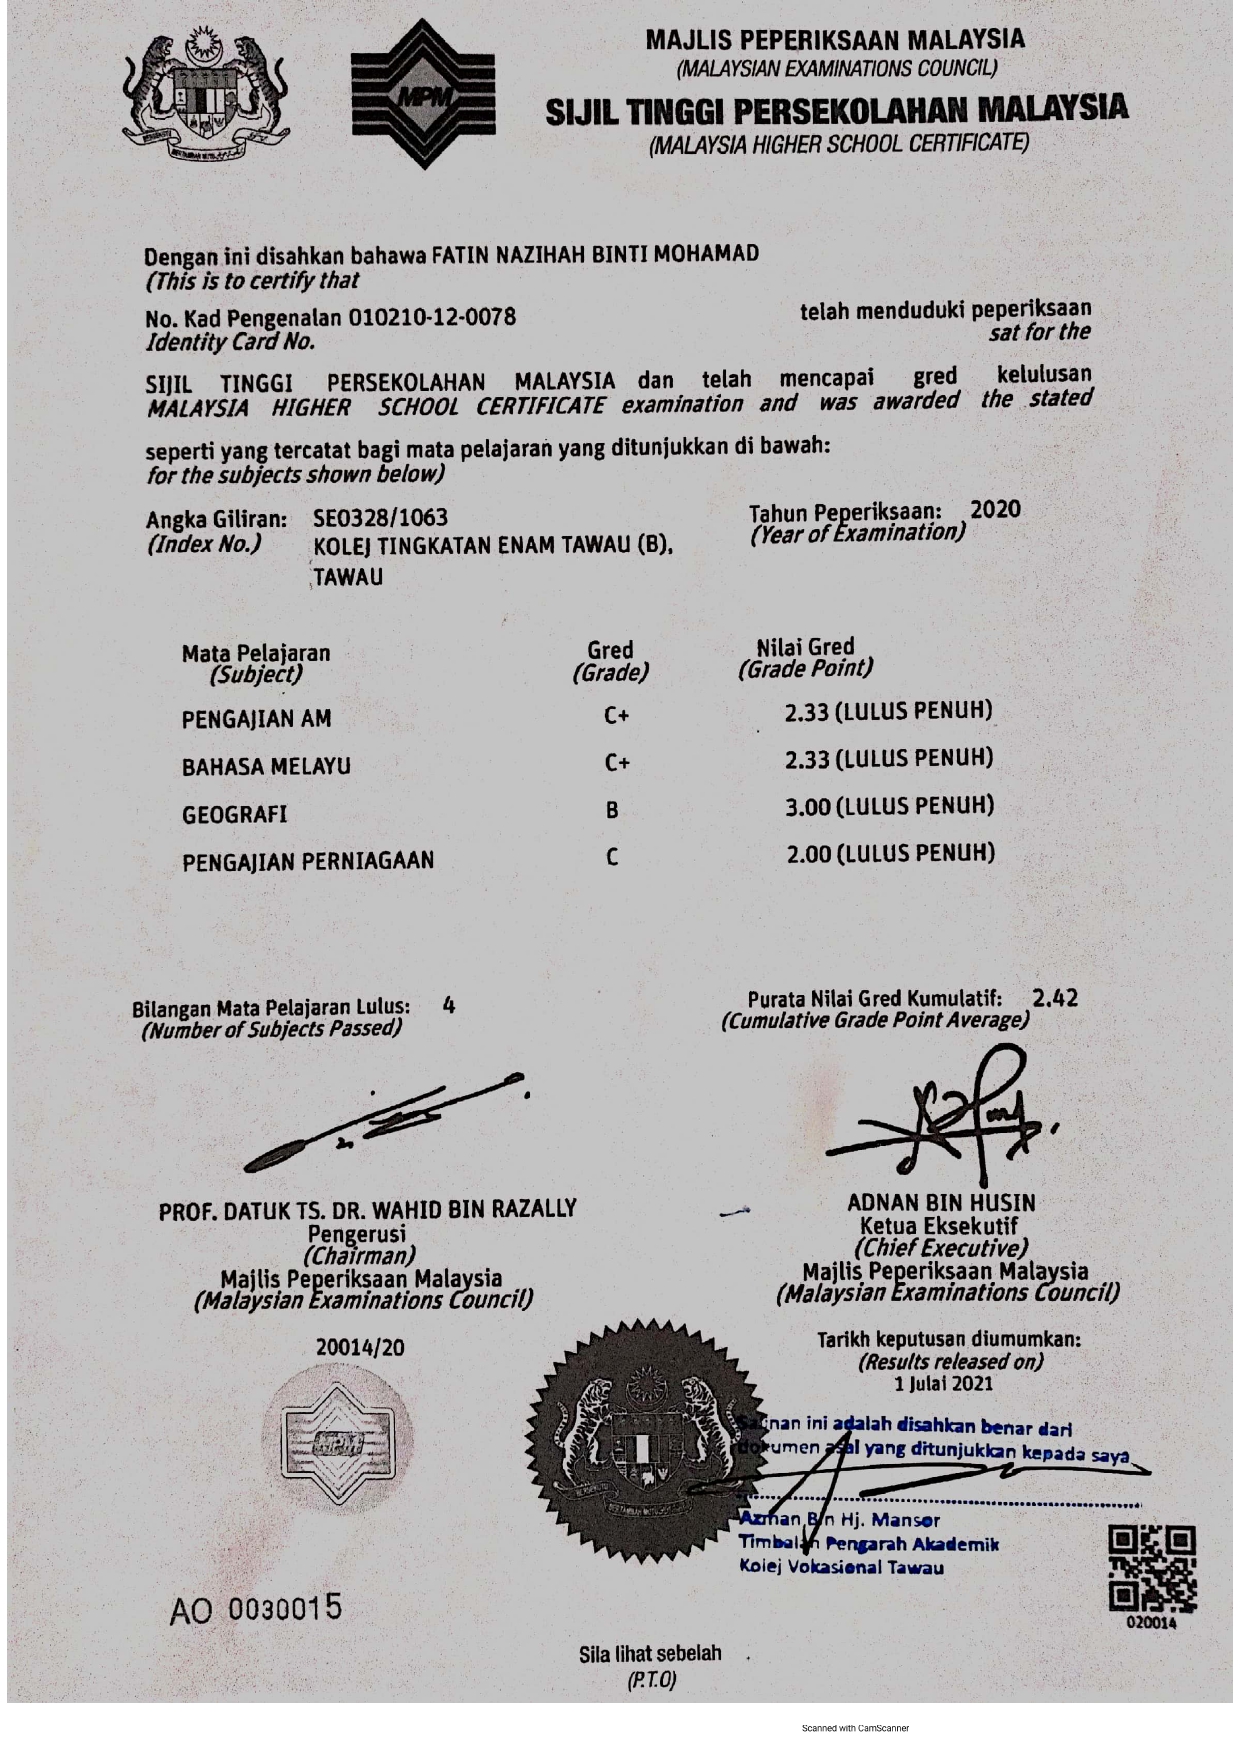 MPM
MAJLIS PEPERIKSAAN MALAYSIA
(MALAYSIAN EXAMINATIONS COUNCIL)
SIJIL TINGGI PERSEKOLAHAN MALAYSIA
(MALAYSIA HIGHER SCHOOL CERTIFICATE)
Dengan ini disahkan bahawa FATIN NAZIHAH BINTI MOHAMAD
(This is to certify that
No. Kad Pengenalan 010210-12-0078 telah menduduki peperiksaan
Identity Card No. sat for the
SIJIL TINGGI PERSEKOLAHAN MALAYSIA dan telah mencapai gred kelulusan
MALAYSIA HIGHER SCHOOL CERTIFICATE examination and was awarded the stated
seperti yang tercatat bagi mata pelajaran yang ditunjukkan di bawah:
for the subjects shown below)
Angka Giliran: SE0328/1063 Tahun Peperiksaan: 2020
(Index No.) KOLEJ TINGKATAN ENAM TAWAU (B), (Year of Examination)
TAWAU
Mata Pelajaran Gred Nilai Gred
(Subject) (Grade) (Grade Point)
PENGAJIAN AM C+ 2.33 (LULUS PENUH)
BAHASA MELAYU C+ 2.33 (LULUS PENUH)
GEOGRAFI B 3.00 (LULUS PENUH)
PENGAJIAN PERNIAGAAN C 2.00 (LULUS PENUH)
Bilangan Mata Pelajaran Lulus: 4 Purata Nilai Gred Kumulatif: 2.42
(Number of Subjects Passed) (Cumulative Grade Point Average)
PROF. DATUK TS. DR. WAHID BIN RAZALLY ADNAN BIN HUSIN
Pengerusi Ketua Eksekutif
(Chairman) (Chief Executive)
Majlis Peperiksaan Malaysia Majlis Peperiksaan Malaysia
(Malaysian Examinations Council) (Malaysian Examinations Council)
20014/20 Tarikh keputusan diumumkan:
(Results released on)
1 Julai 2021
MPM
Salinan ini adalah disahkan benar dari
dokumen asal yang ditunjukkan kepada saya
Azman Bin Hj. Mansor
Timbalan Pengarah Akademik
Kolej Vokasional Tawau
AO 0030015
020014
Sila lihat sebelah
(P.T.O)
Scanned with CamScanner